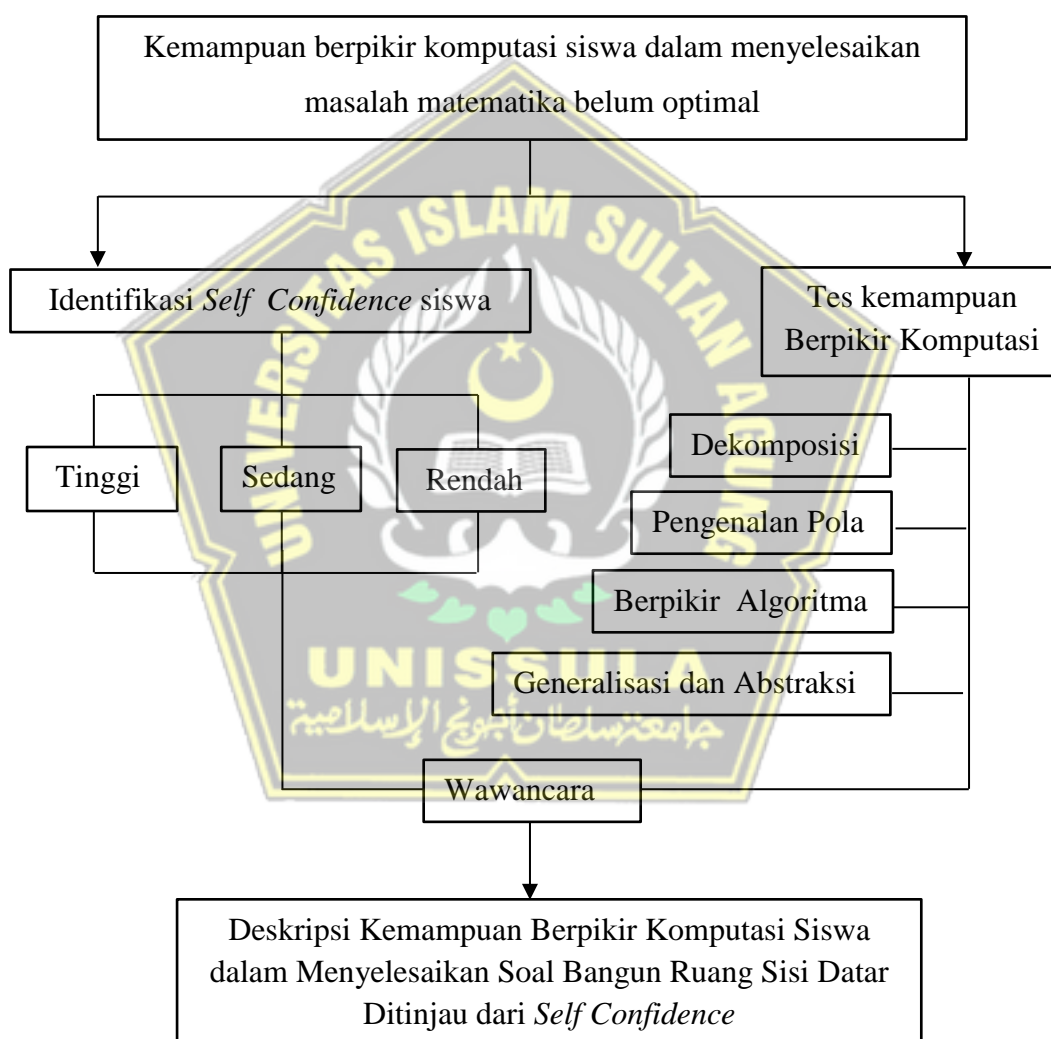 Kemampuan berpikir komputasi siswa dalam menyelesaikan
masalah matematika belum optimal
UNIVERSITAS ISLAM SULTAN AGUNG
Identifikasi Self Confidence siswa
Tes kemampuan
Berpikir Komputasi
Tinggi
Sedang
Rendah
Dekomposisi
Pengenalan Pola
Berpikir Algoritma
Generalisasi dan Abstraksi
UNISSULA
جامعتسلطان أبونج الإسلامية
Wawancara
Deskripsi Kemampuan Berpikir Komputasi Siswa
dalam Menyelesaikan Soal Bangun Ruang Sisi Datar
Ditinjau dari Self Confidence